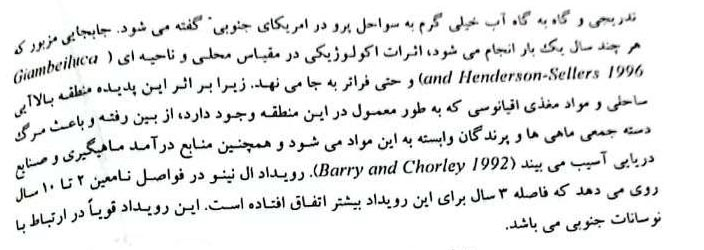 تدریجی و گاه به گاه آب خیلی گرم به سواحل پرو در امریکای جنوبی" گفته می شود. جابجایی مزبور که
هر چند سال یک بار انجام می شود، اثرات اکولوژیکی در مقیاس محلی و ناحیه ای (Giambeiluca
and Henderson-Sellers 1996) و حتی فراتر به جا می نهد. زیرا بر اثر این پدیده منطقه بالاآیی
ساحلی و مواد مغذی اقیانوسی که به طور معمول در این منطقه وجود دارد، از بین رفته و باعث مرگ
دسته جمعی ماهی ها و پرندگان وابسته به این مواد می شود و همچنین منابع درآمد ماهیگیری و صنایع
دریایی آسیب می بیند (Barry and Chorley 1992). رویداد ال نینو در فواصل نامعین ۲ تا ۱۰ سال
روی می دهد که فاصله ۳ سال برای این رویداد بیشتر اتفاق افتاده است. این رویداد قویاً در ارتباط با
نوسانات جنوبی می باشد.